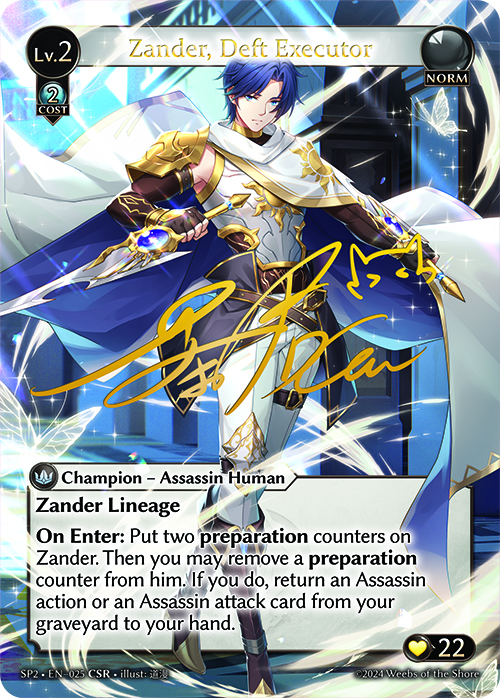 Lv.2
Zander, Deft Executor
NORM
2
COST
Champion – Assassin Human
Zander Lineage
On Enter: Put two preparation counters on
Zander. Then you may remove a preparation
counter from him. If you do, return an Assassin
action or an Assassin attack card from your
graveyard to your hand.
22
SP2 • EN-025 CSR • illust: 道漫
©2024 Weebs of the Shore